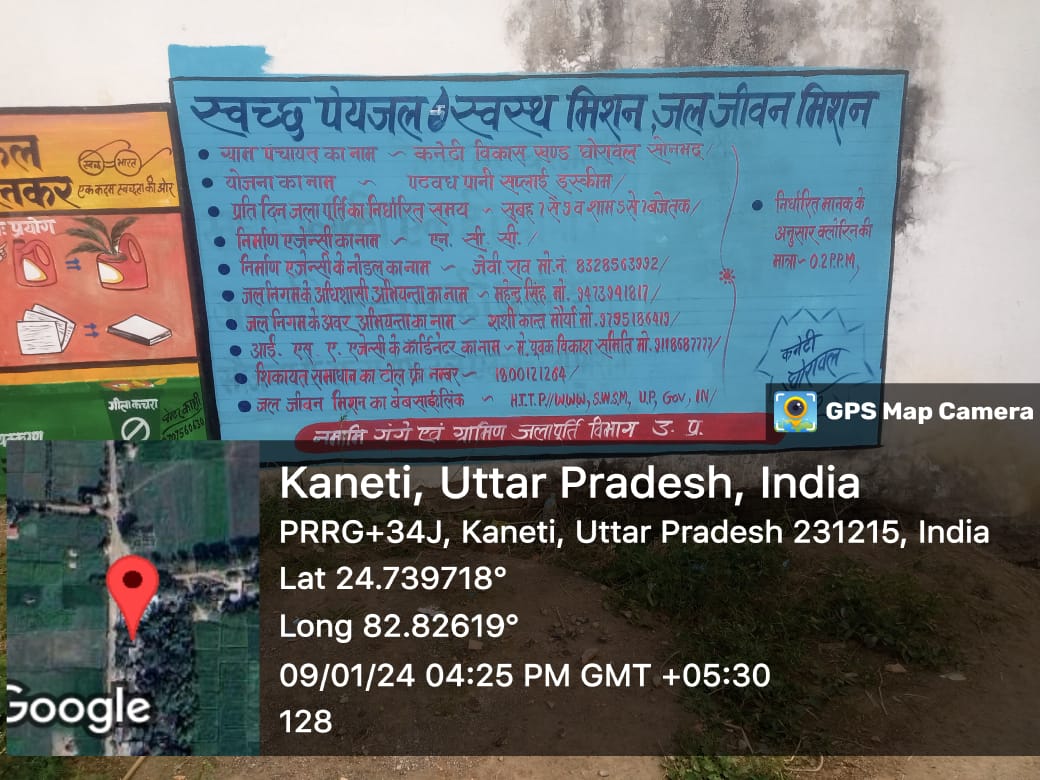 स्वच्छ पेयजल से स्वस्थ मिशन, जल जीवन मिशन
• ग्राम पंचायत का नाम ~ कनेटी विकास खण्ड घोरावल सोनभद्र/
• योजना का नाम ~ पटवध पानी सप्लाई इस्कीम/
• प्रति दिन जला पूर्ति का निर्धारित समय ~ सुबह 7 से 9 व शाम 5 से 7 बजे तक/
• निर्माण एजेन्सी का नाम ~ एन. सी. सी. /
• निर्माण एजेन्सी के नोडल का नाम ~ जेवी. राव मो.नं. 8328563992/
• जल निगम के अधिशासी अभियन्ता का नाम ~ महेन्द्र सिंह मो. 9473941817/
• जल निगम के अवर अभियन्ता का नाम ~ शशी कान्त मौर्या मो. 9795186419/
• आई. एस. ए. एजेन्सी के कॉर्डिनेटर का नाम ~ मे. युवक विकाश समिति मो. 9118687777/
• शिकायत समाधान का टोल फ्री नम्बर ~ 1800121264/
• जल जीवन मिशन का बेबसाईट लिंक ~ H.T.T.P//WWW, S.W.S.M, U.P, Gov, IN/
नमामि गंगे एवं ग्रामिण जलापूर्ति विभाग उ. प्र.
• निर्धारित मानक के
अनुसार क्लोरिन की
मात्रा ~ 0.2 P.P.M,
कनेटी
घोरावल
स्वच्छ भारत
एक कदम स्वच्छता की ओर
प्रयोग
गीला कचरा
GPS Map Camera
Kaneti, Uttar Pradesh, India
PRRG+34J, Kaneti, Uttar Pradesh 231215, India
Lat 24.739718°
Long 82.82619°
09/01/24 04:25 PM GMT +05:30
128
Google